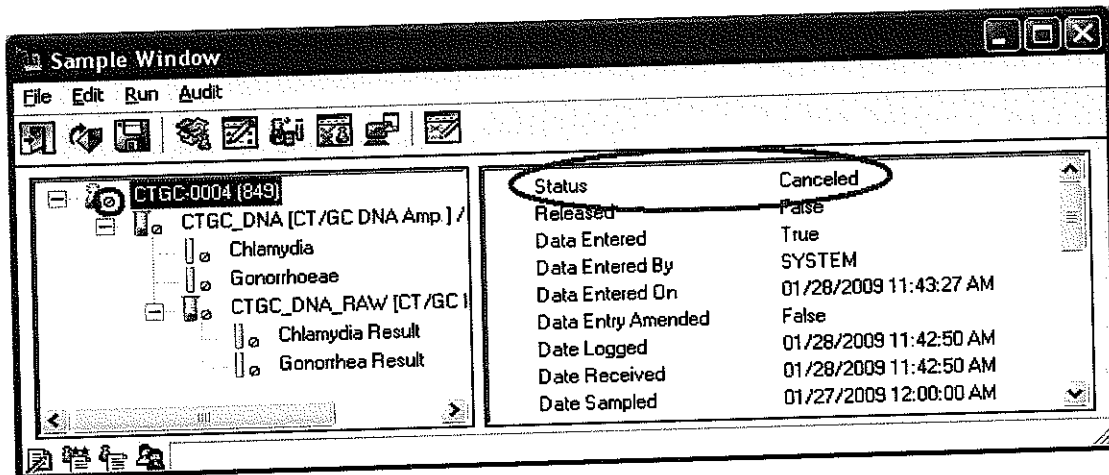 Sample Window
File Edit Run Audit
CTGC-0004 [849]
CTGC_DNA [CT/GC DNA Amp.] /
Chlamydia
Gonorrhoeae
CTGC_DNA_RAW [CT/GC
Chlamydia Result
Gonorrhea Result
Status Canceled
Released False
Data Entered True
Data Entered By SYSTEM
Data Entered On 01/28/2009 11:43:27 AM
Data Entry Amended False
Date Logged 01/28/2009 11:42:50 AM
Date Received 01/28/2009 11:42:50 AM
Date Sampled 01/27/2009 12:00:00 AM